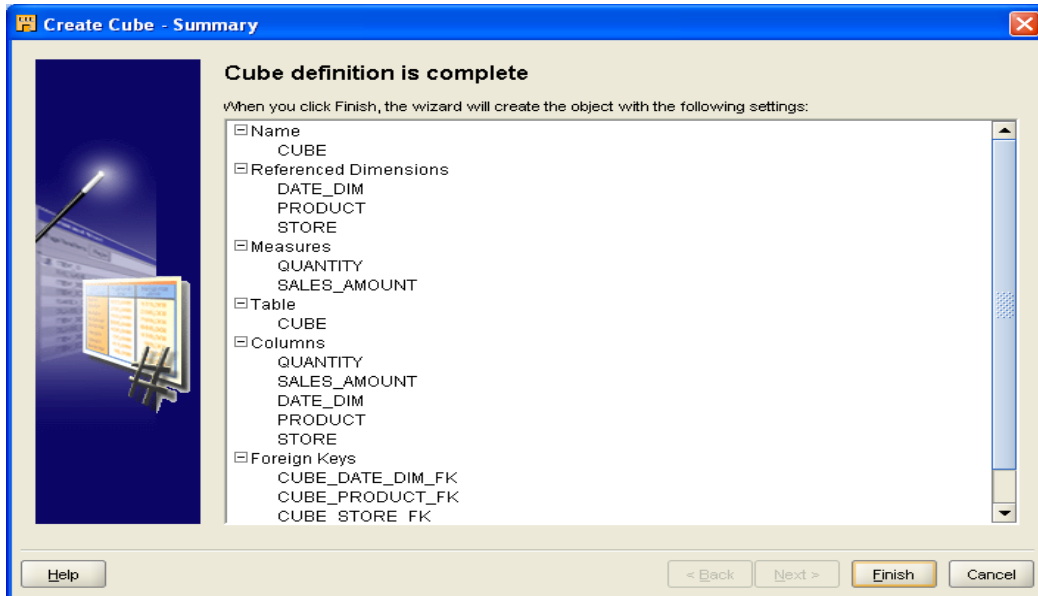 Create Cube - Summary
Cube definition is complete
When you click Finish, the wizard will create the object with the following settings:
Name
CUBE
Referenced Dimensions
DATE_DIM
PRODUCT
STORE
Measures
QUANTITY
SALES_AMOUNT
Table
CUBE
Columns
QUANTITY
SALES_AMOUNT
DATE_DIM
PRODUCT
STORE
Foreign Keys
CUBE_DATE_DIM_FK
CUBE_PRODUCT_FK
CUBE_STORE_FK
Help
< Back
Next >
Finish
Cancel